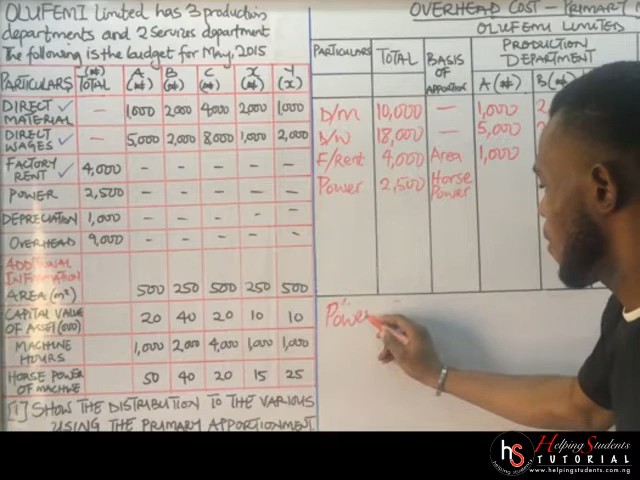 OLUFEMI Limited has 3 production
departments and 2 Services department
The following is the budget for May, 2015
PARTICULARS (₦) TOTAL A (₦) B (₦) C (₦) X (₦) Y (X)
DIRECT MATERIAL ✓ — 1,000 2,000 4,000 2,000 1,000
DIRECT WAGES ✓ — 5,000 2,000 8,000 1,000 2,000
FACTORY RENT ✓ 4,000 - - - - -
POWER 2,500 - - - - -
DEPRECIATION 1,000 - - - - -
OVERHEAD 9,000 - - - - -
ADDITIONAL
INFORMATION
AREA (m²) 500 250 500 250 500
CAPITAL VALUE
OF ASSET (000) 20 40 20 10 10
MACHINE
HOURS 1,000 2,000 4,000 1,000 1,000
HORSE POWER
OF MACHINE 50 40 20 15 25
[1] SHOW THE DISTRIBUTION TO THE VARIOUS
USING THE PRIMARY APPORTIONMENT
OVERHEAD COST - PRIMARY
OLUFEMI LIMITED
PARTICULARS TOTAL BASIS OF APPORTION PRODUCTION DEPARTMENT
A (₦) B (₦)
D/M 10,000 — 1,000 2
D/W 18,000 — 5,000
F/Rent 4,000 Area 1,000
Power 2,500 Horse Power
Power
hS Helping Students
TUTORIAL
www.helpingstudents.com.ng